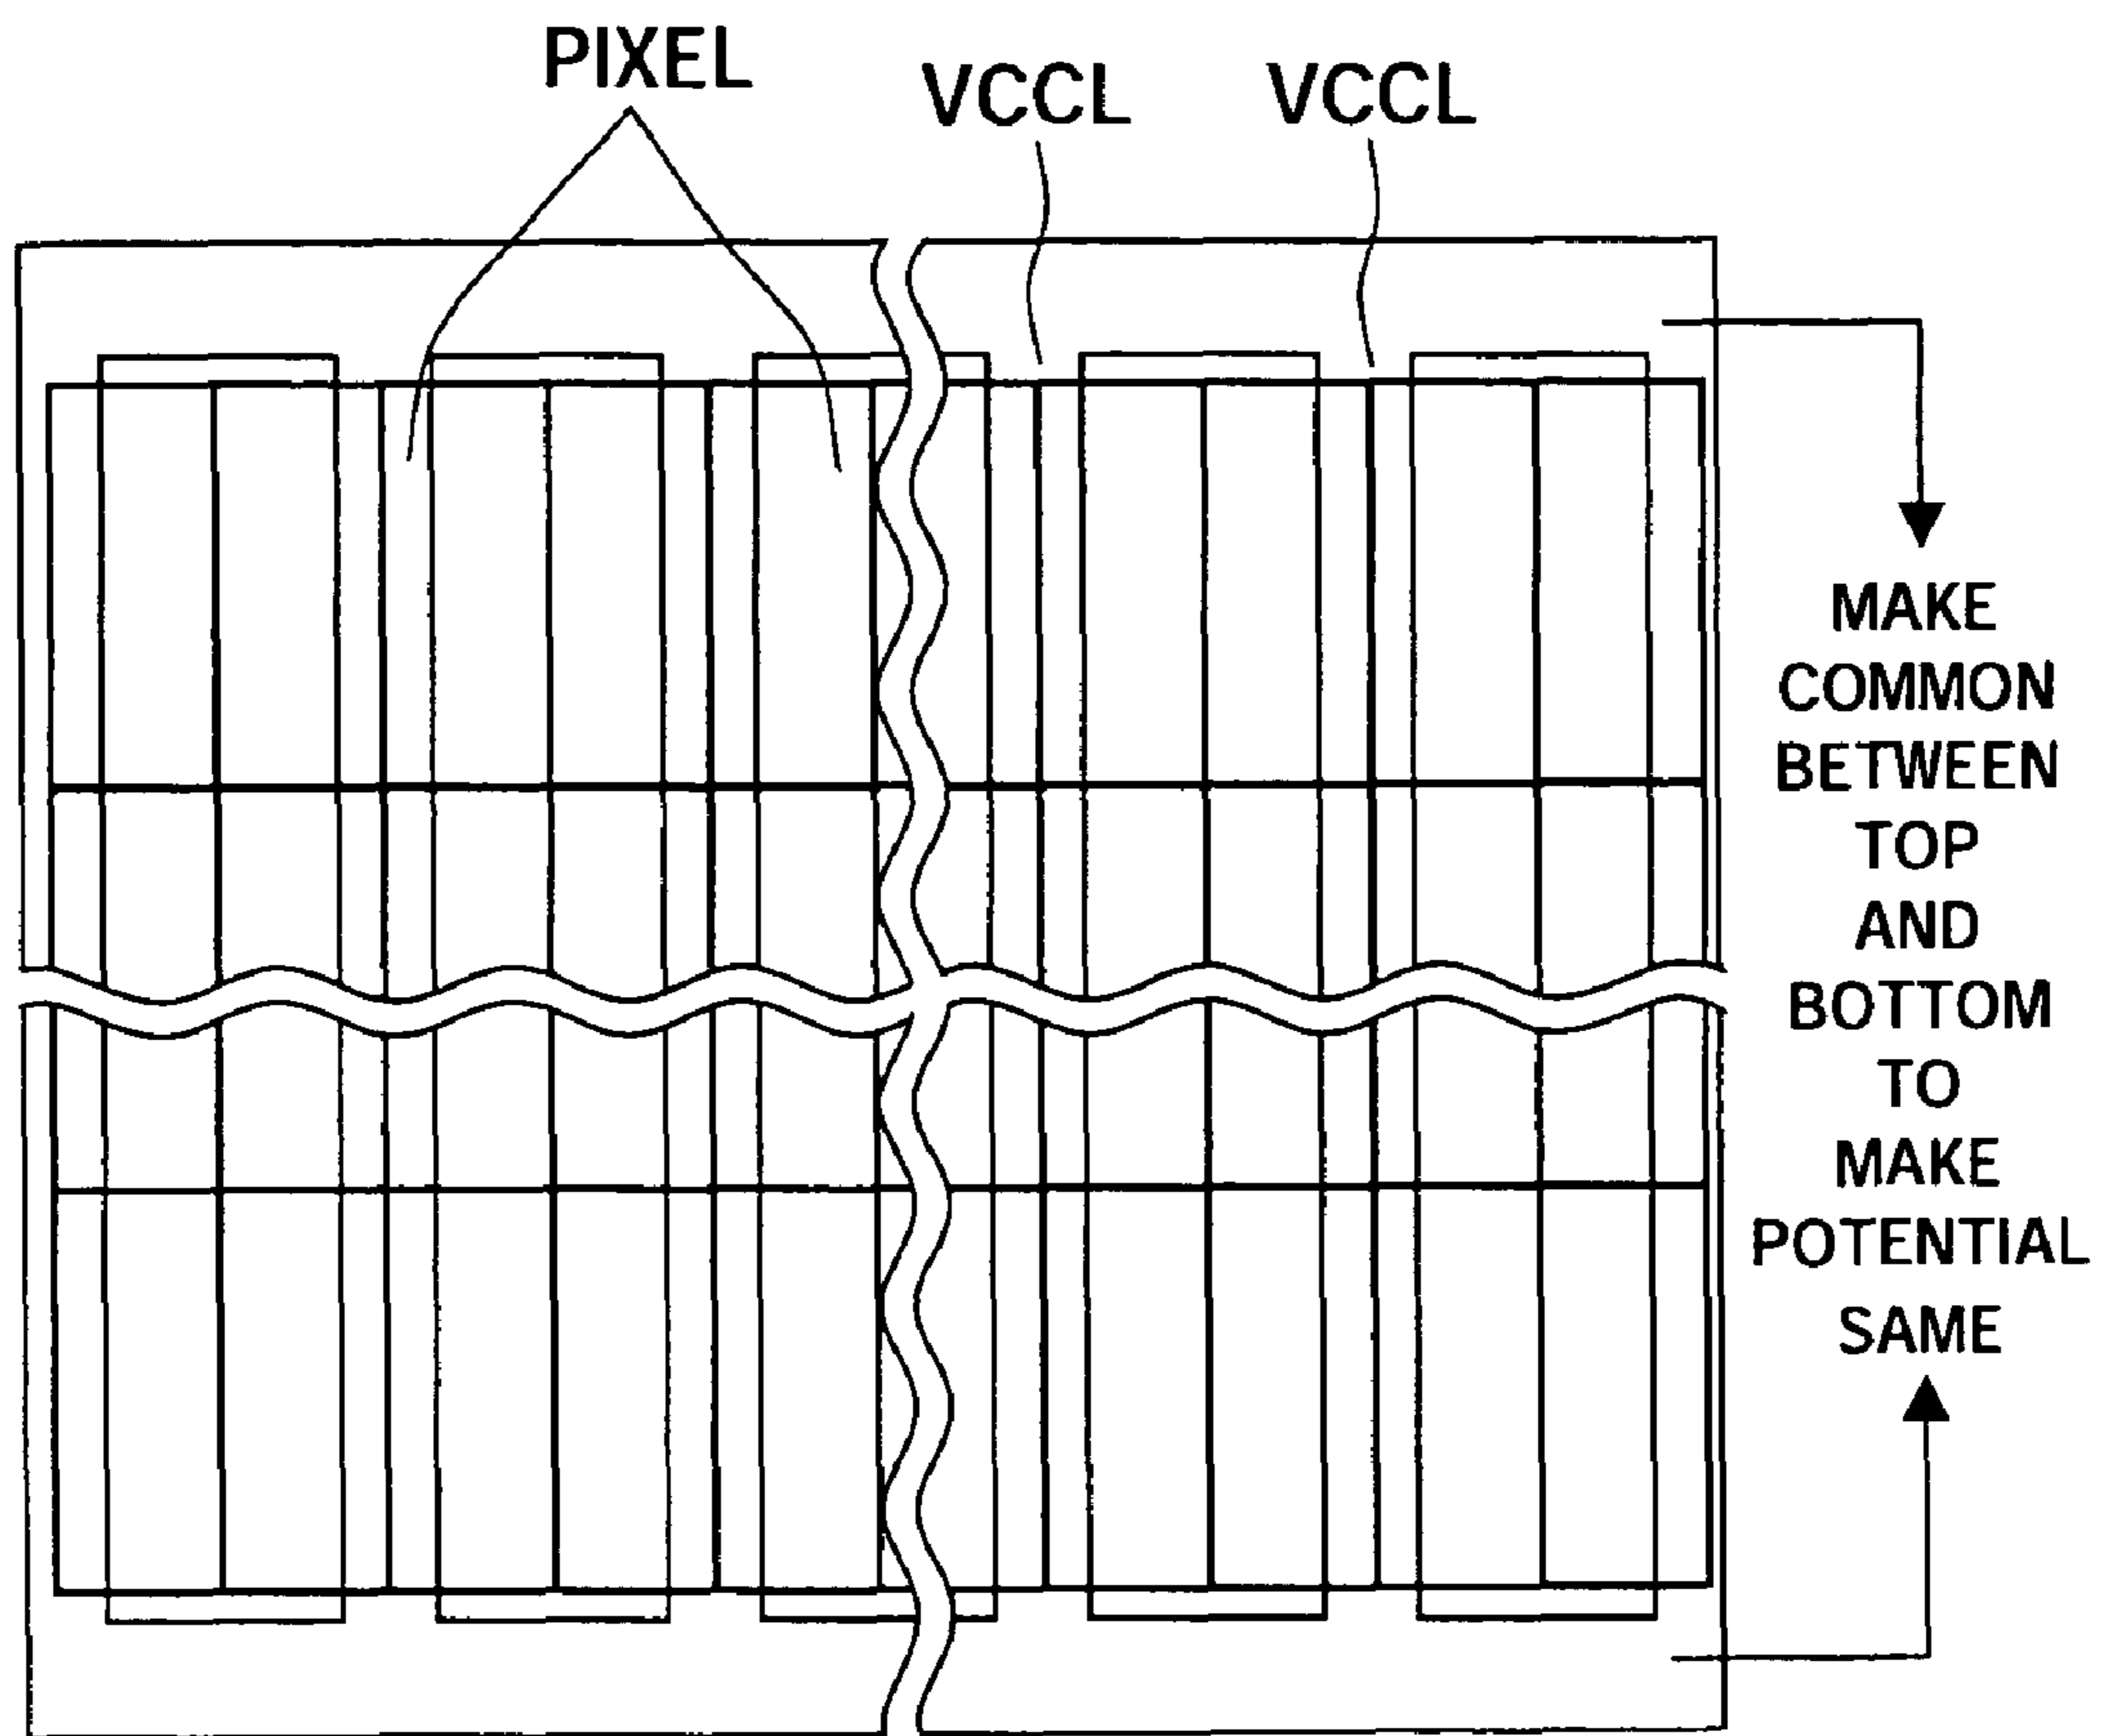 PIXEL
VCCL
VCCL
MAKE
COMMON
BETWEEN
TOP
AND
BOTTOM
TO
MAKE
POTENTIAL
SAME